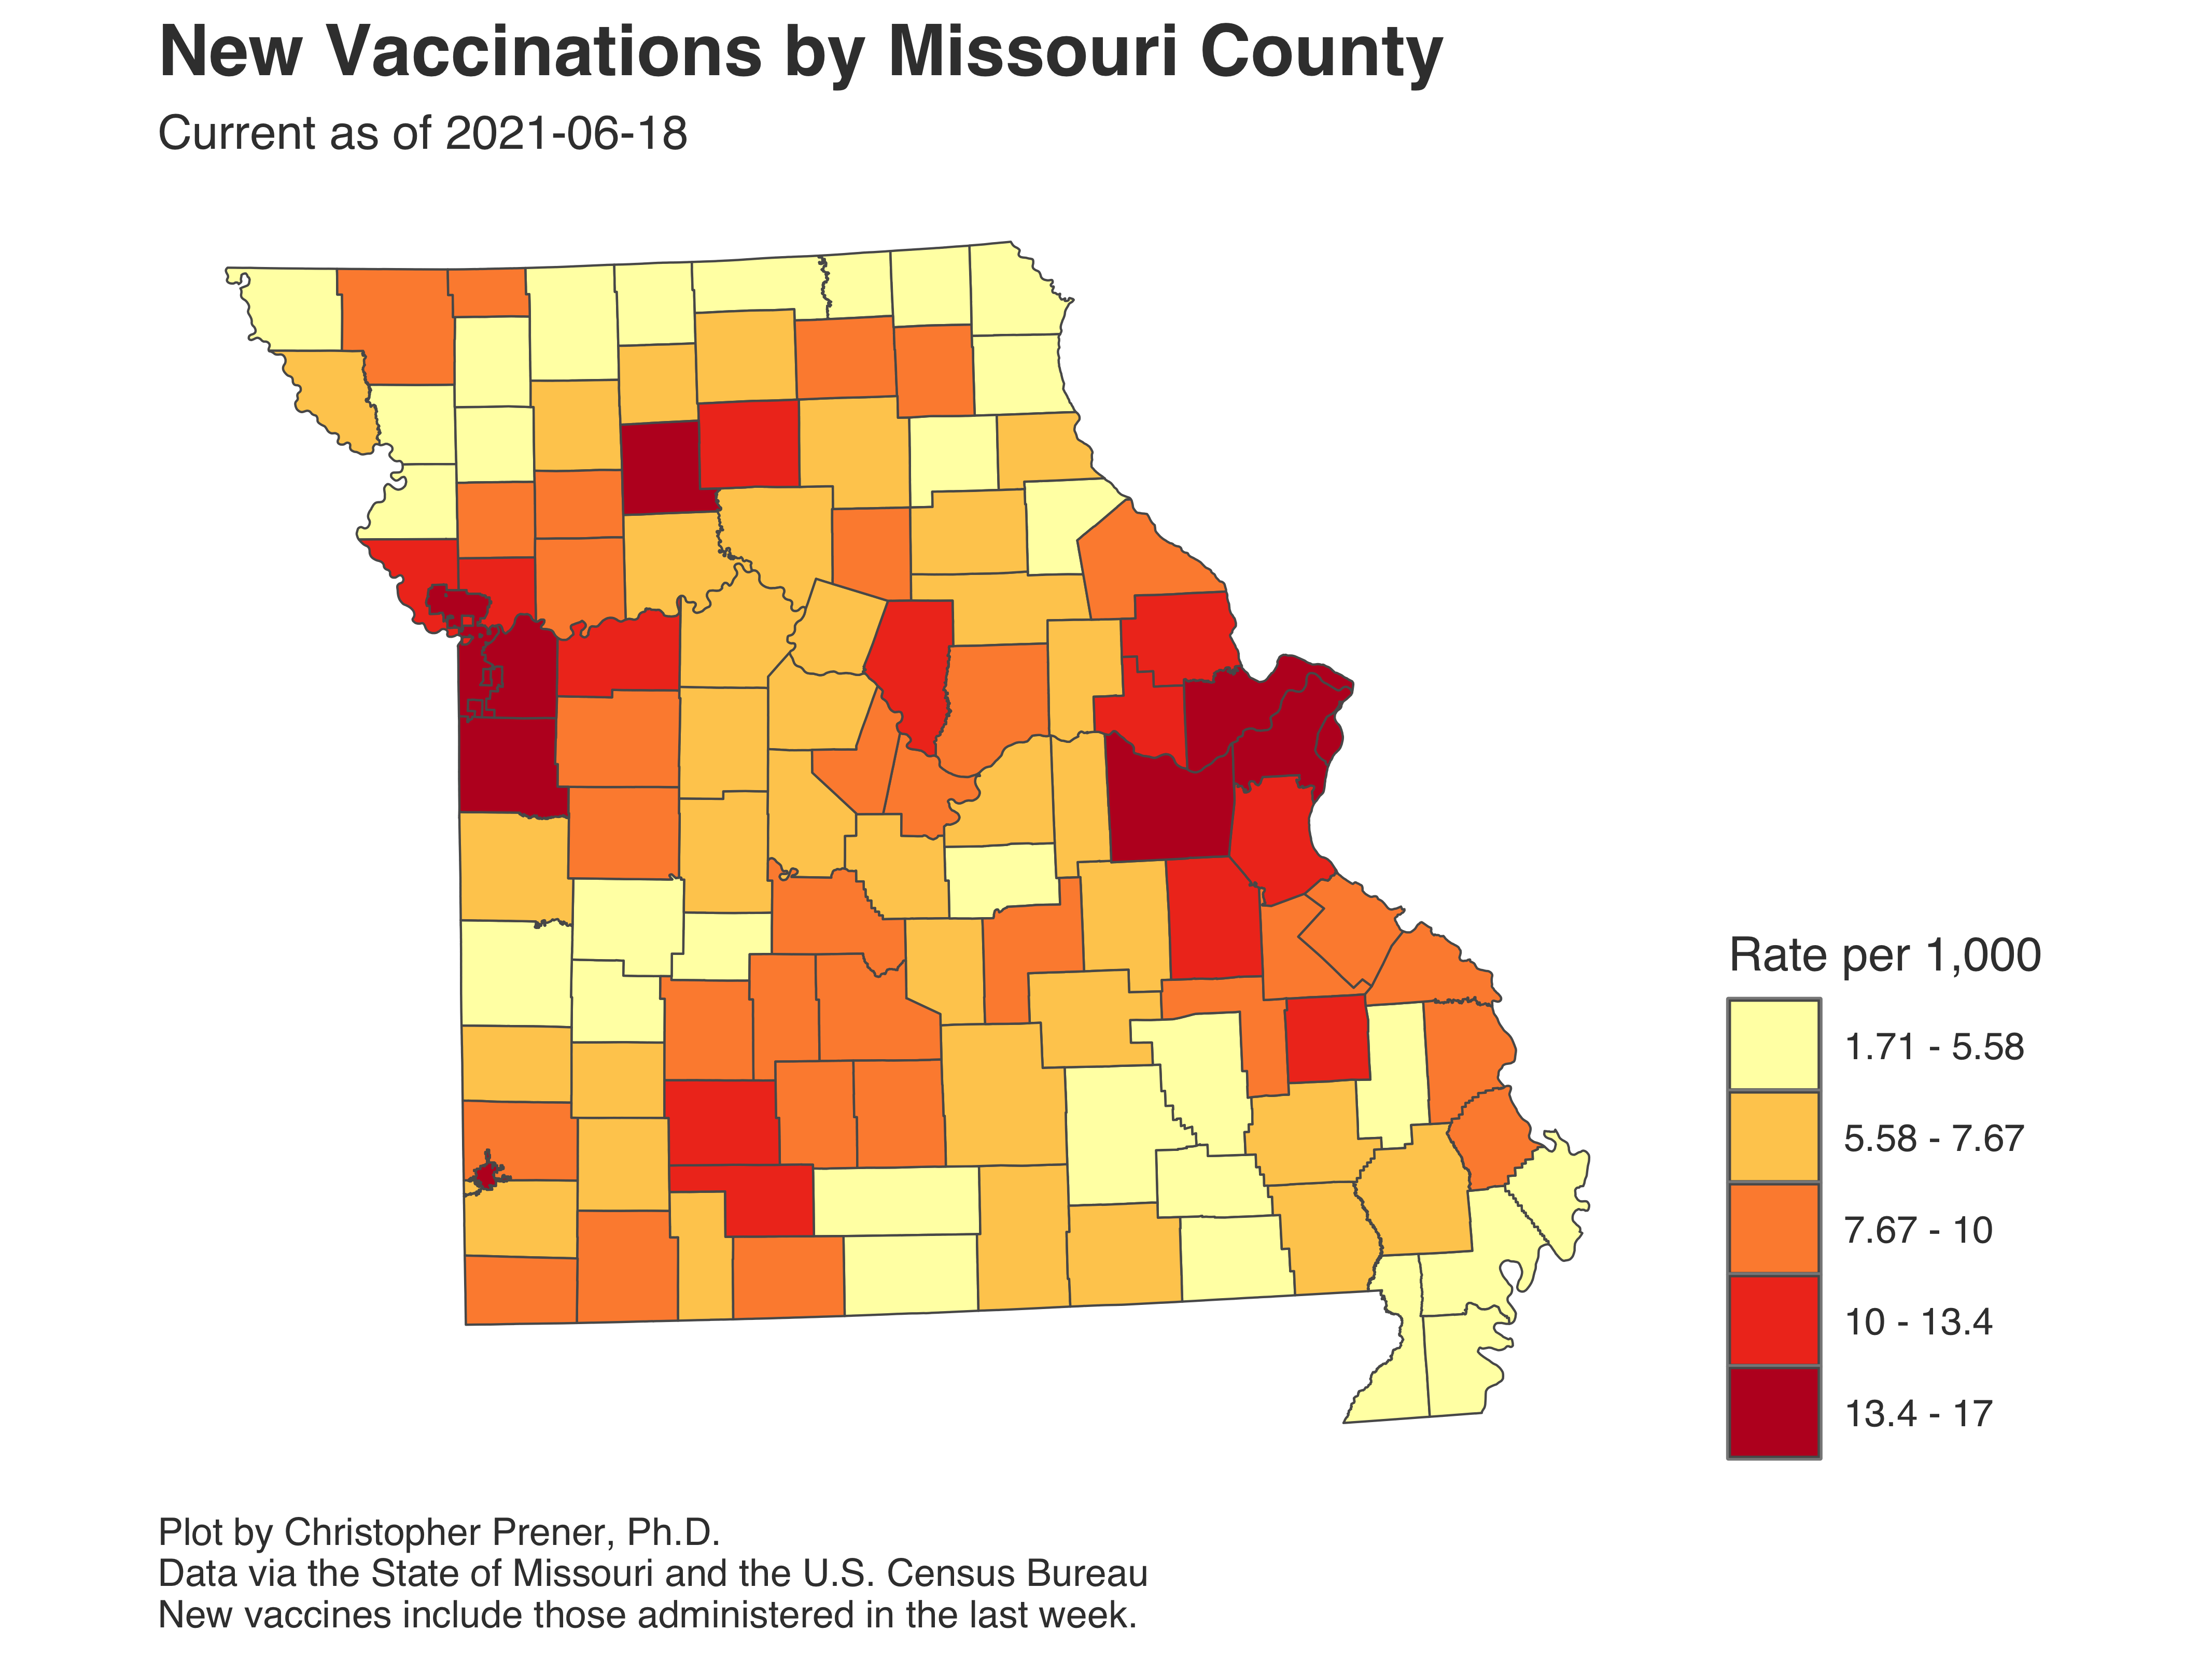 New Vaccinations by Missouri County
Current as of 2021-06-18
Rate per 1,000
1.71 - 5.58
5.58 - 7.67
7.67 - 10
10 - 13.4
13.4 - 17
Plot by Christopher Prener, Ph.D.
Data via the State of Missouri and the U.S. Census Bureau
New vaccines include those administered in the last week.